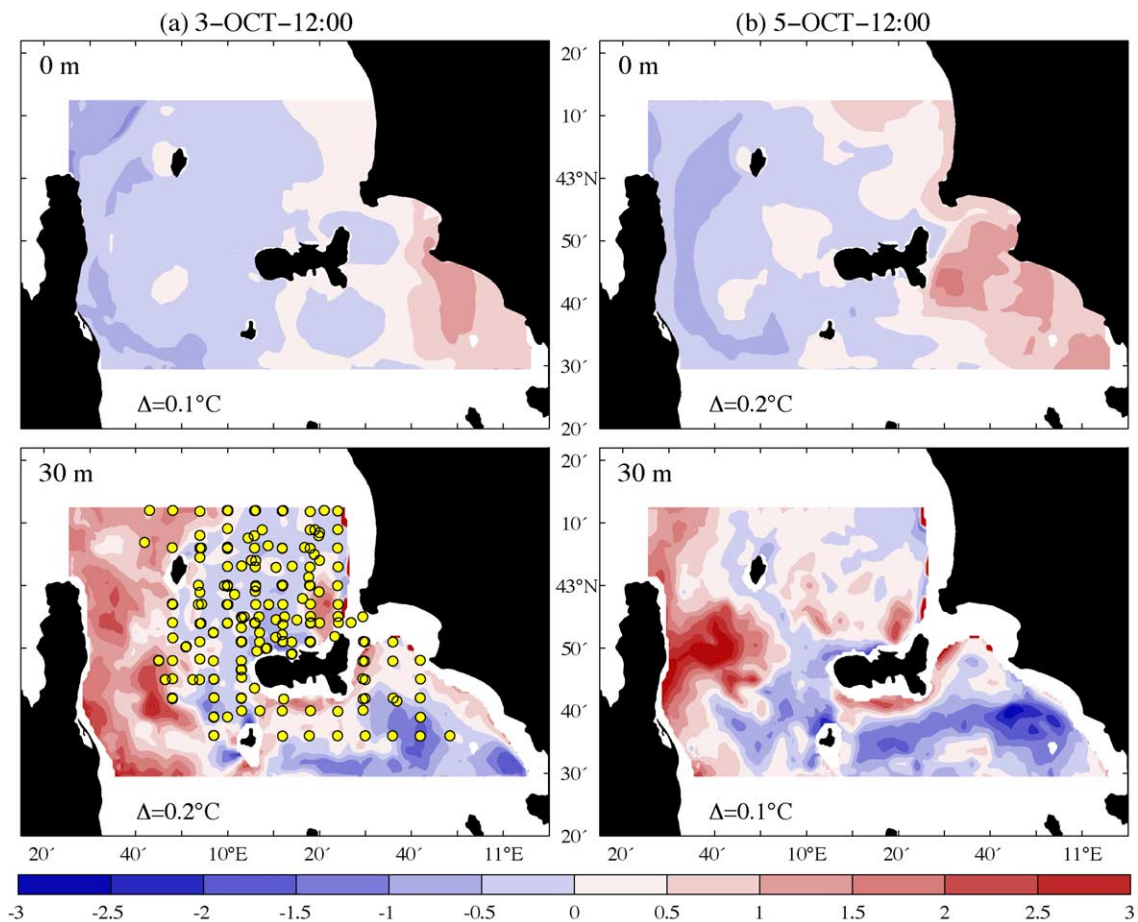 (a) 3-OCT-12:00 (b) 5-OCT-12:00
0 m 0 m
20´
10´
43°N
50´
40´
30´
20´
Δ=0.1°C Δ=0.2°C
30 m 30 m
20´
10´
43°N
50´
40´
30´
20´
Δ=0.2°C Δ=0.1°C
20´ 40´ 10°E 20´ 40´ 11°E 20´ 40´ 10°E 20´ 40´ 11°E
-3 -2.5 -2 -1.5 -1 -0.5 0 0.5 1 1.5 2 2.5 3